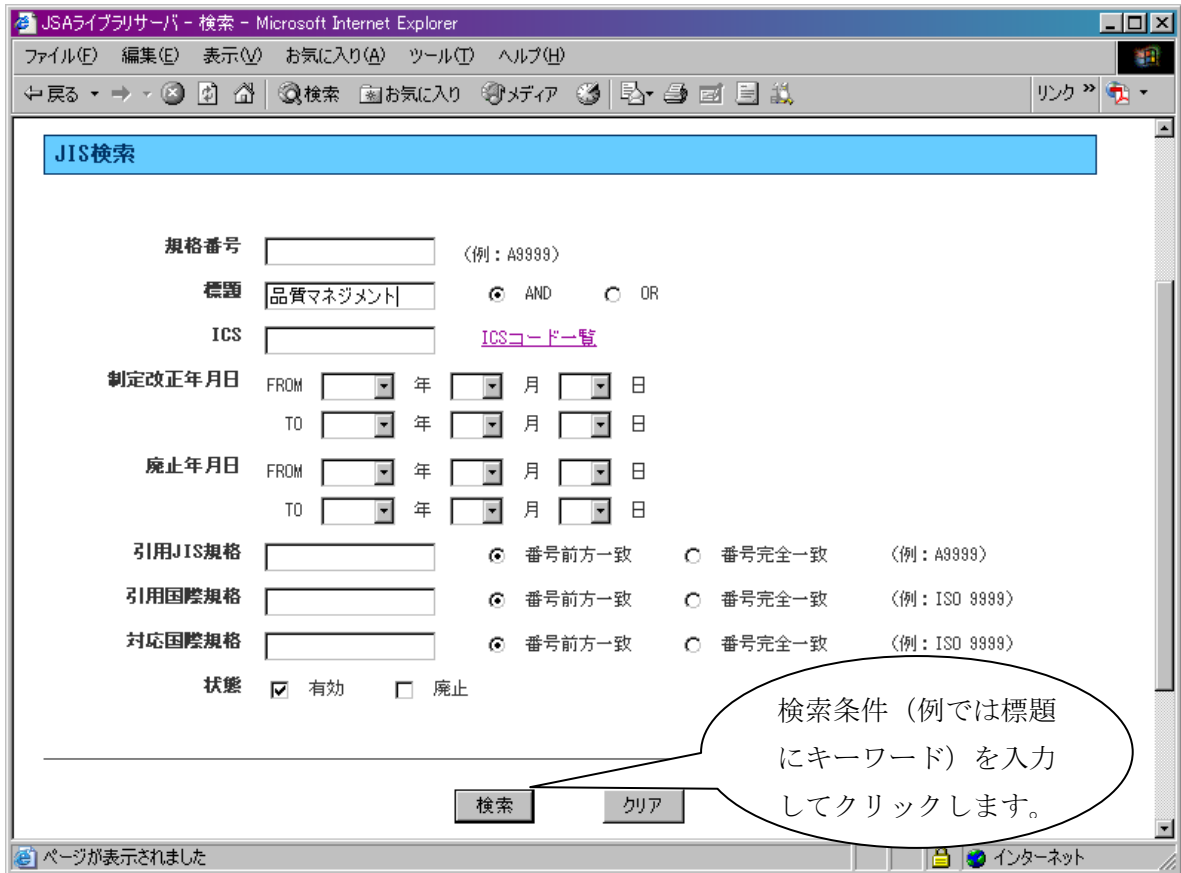 JSAライブラリサーバ - 検索 - Microsoft Internet Explorer
ファイル(F) 編集(E) 表示(V) お気に入り(A) ツール(T) ヘルプ(H)
戻る 検索 お気に入り メディア リンク »
JIS検索
規格番号 (例：A9999)
標題 品質マネジメント AND OR
ICS ICSコード一覧
制定改正年月日 FROM 年 月 日
TO 年 月 日
廃止年月日 FROM 年 月 日
TO 年 月 日
引用JIS規格 番号前方一致 番号完全一致 (例：A9999)
引用国際規格 番号前方一致 番号完全一致 (例：ISO 9999)
対応国際規格 番号前方一致 番号完全一致 (例：ISO 9999)
状態 有効 廃止
検索条件（例では標題
にキーワード）を入力
してクリックします。
検索 クリア
ページが表示されました インターネット